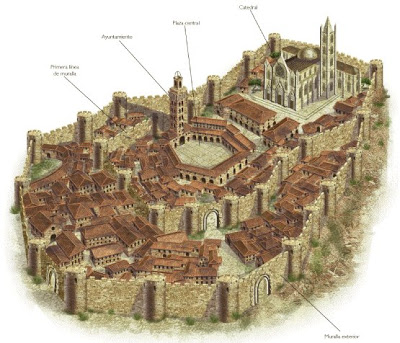 Catedral
Plaza central
Ayuntamiento
Primera línea
de muralla
Muralla exterior